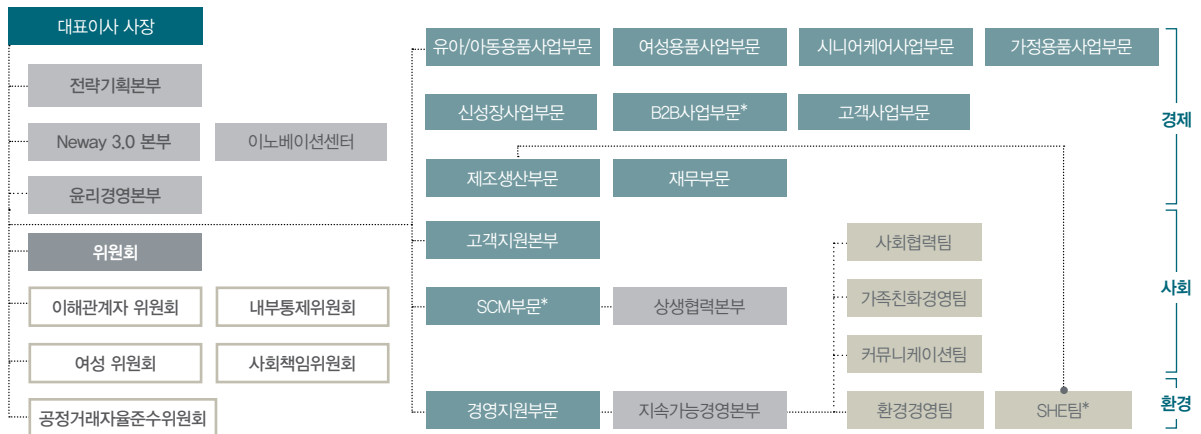 대표이사 사장
전략기획본부
Neway 3.0 본부
이노베이션센터
윤리경영본부
위원회
이해관계자 위원회
내부통제위원회
여성 위원회
사회책임위원회
공정거래자율준수위원회
유아/아동용품사업부문
여성용품사업부문
시니어케어사업부문
가정용품사업부문
신성장사업부문
B2B사업부문*
고객사업부문
제조생산부문
재무부문
고객지원본부
SCM부문*
상생협력본부
경영지원부문
지속가능경영본부
사회협력팀
가족친화경영팀
커뮤니케이션팀
환경경영팀
SHE팀*
경제
사회
환경